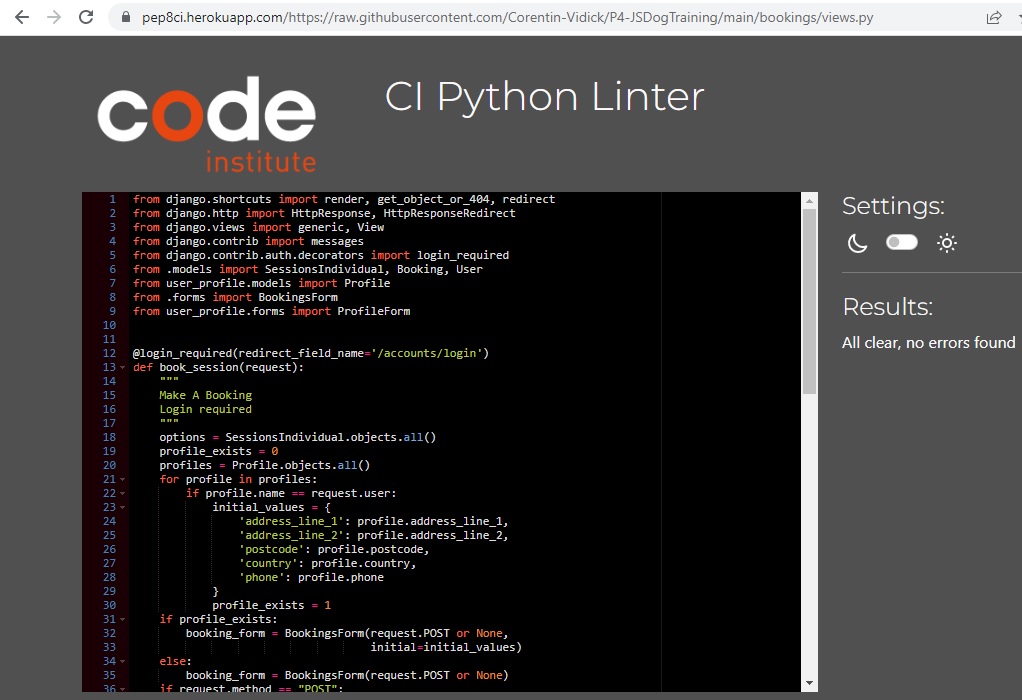 pep8ci.herokuapp.com/https://raw.githubusercontent.com/Corentin-Vidick/P4-JSDogTraining/main/bookings/views.py
code
institute
CI Python Linter
1 from django.shortcuts import render, get_object_or_404, redirect
2 from django.http import HttpResponse, HttpResponseRedirect
3 from django.views import generic, View
4 from django.contrib import messages
5 from django.contrib.auth.decorators import login_required
6 from .models import SessionsIndividual, Booking, User
7 from user_profile.models import Profile
8 from .forms import BookingsForm
9 from user_profile.forms import ProfileForm
10
11
12 @login_required(redirect_field_name='/accounts/login')
13 def book_session(request):
14     """
15     Make A Booking
16     Login required
17     """
18     options = SessionsIndividual.objects.all()
19     profile_exists = 0
20     profiles = Profile.objects.all()
21     for profile in profiles:
22         if profile.name == request.user:
23             initial_values = {
24                 'address_line_1': profile.address_line_1,
25                 'address_line_2': profile.address_line_2,
26                 'postcode': profile.postcode,
27                 'country': profile.country,
28                 'phone': profile.phone
29             }
30             profile_exists = 1
31     if profile_exists:
32         booking_form = BookingsForm(request.POST or None,
33                                     initial=initial_values)
34     else:
35         booking_form = BookingsForm(request.POST or None)
36     if request.method == "POST":
Settings:
Results:
All clear, no errors found